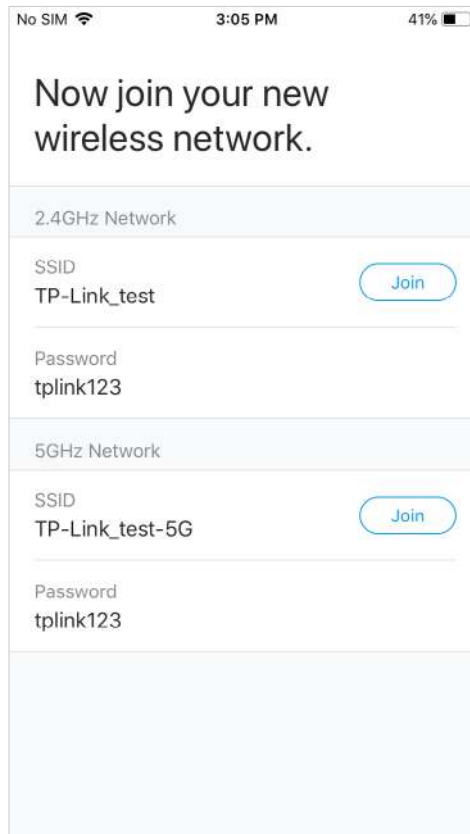 No SIM 3:05 PM 41%
Now join your new
wireless network.
2.4GHz Network
SSID
TP-Link_test
Join
Password
tplink123
5GHz Network
SSID
TP-Link_test-5G
Join
Password
tplink123